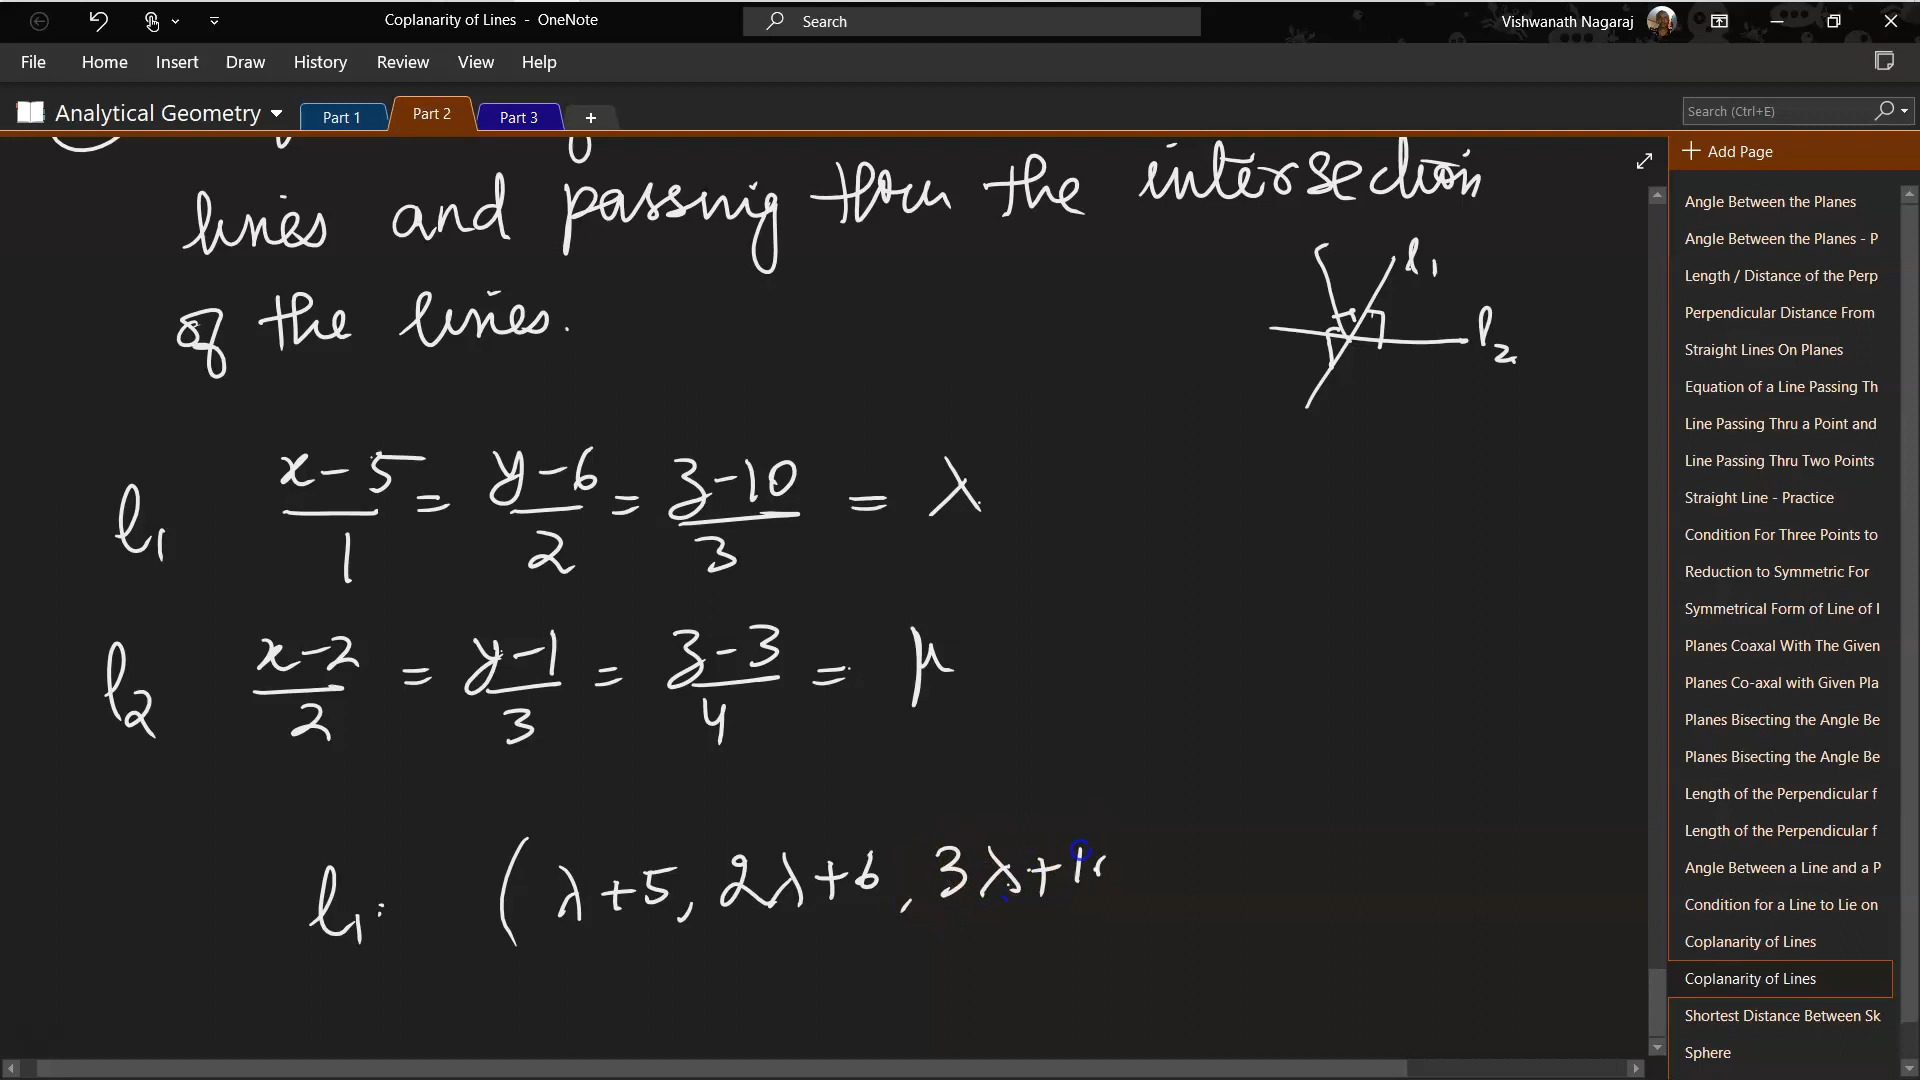 Coplanarity of Lines - OneNote
Search
Vishwanath Nagaraj
File Home Insert Draw History Review View Help
Analytical Geometry Part 1 Part 2 Part 3 +
Search (Ctrl+E)
lines and passing thru the intersection
of the lines.
l₁
l₂
l₁ (x-5)/1 = (y-6)/2 = (z-10)/3 = λ
l₂ (x-2)/2 = (y-1)/3 = (z-3)/4 = μ
l₁: (λ+5, 2λ+6, 3λ+10
Add Page
Angle Between the Planes
Angle Between the Planes - P
Length / Distance of the Perp
Perpendicular Distance From
Straight Lines On Planes
Equation of a Line Passing Th
Line Passing Thru a Point and
Line Passing Thru Two Points
Straight Line - Practice
Condition For Three Points to
Reduction to Symmetric For
Symmetrical Form of Line of I
Planes Coaxal With The Given
Planes Co-axal with Given Pla
Planes Bisecting the Angle Be
Planes Bisecting the Angle Be
Length of the Perpendicular f
Length of the Perpendicular f
Angle Between a Line and a P
Condition for a Line to Lie on
Coplanarity of Lines
Coplanarity of Lines
Shortest Distance Between Sk
Sphere